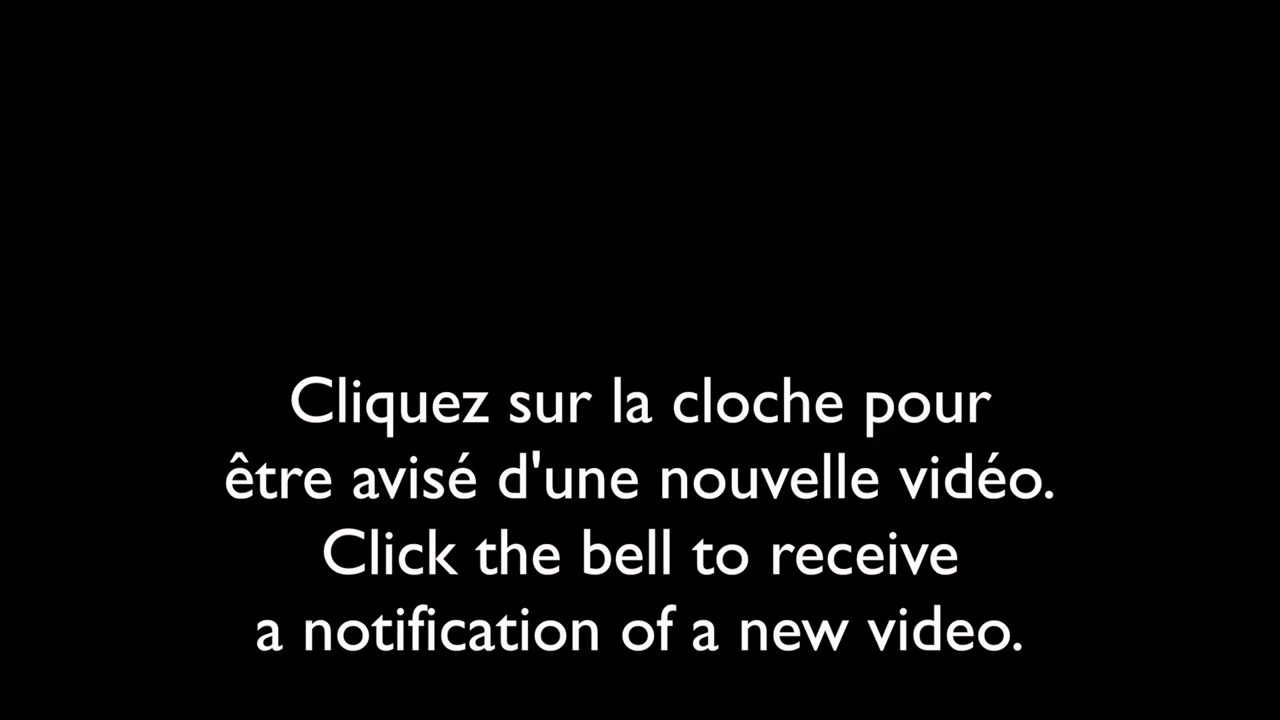 Cliquez sur la cloche pour
être avisé d'une nouvelle vidéo.
Click the bell to receive
a notification of a new video.